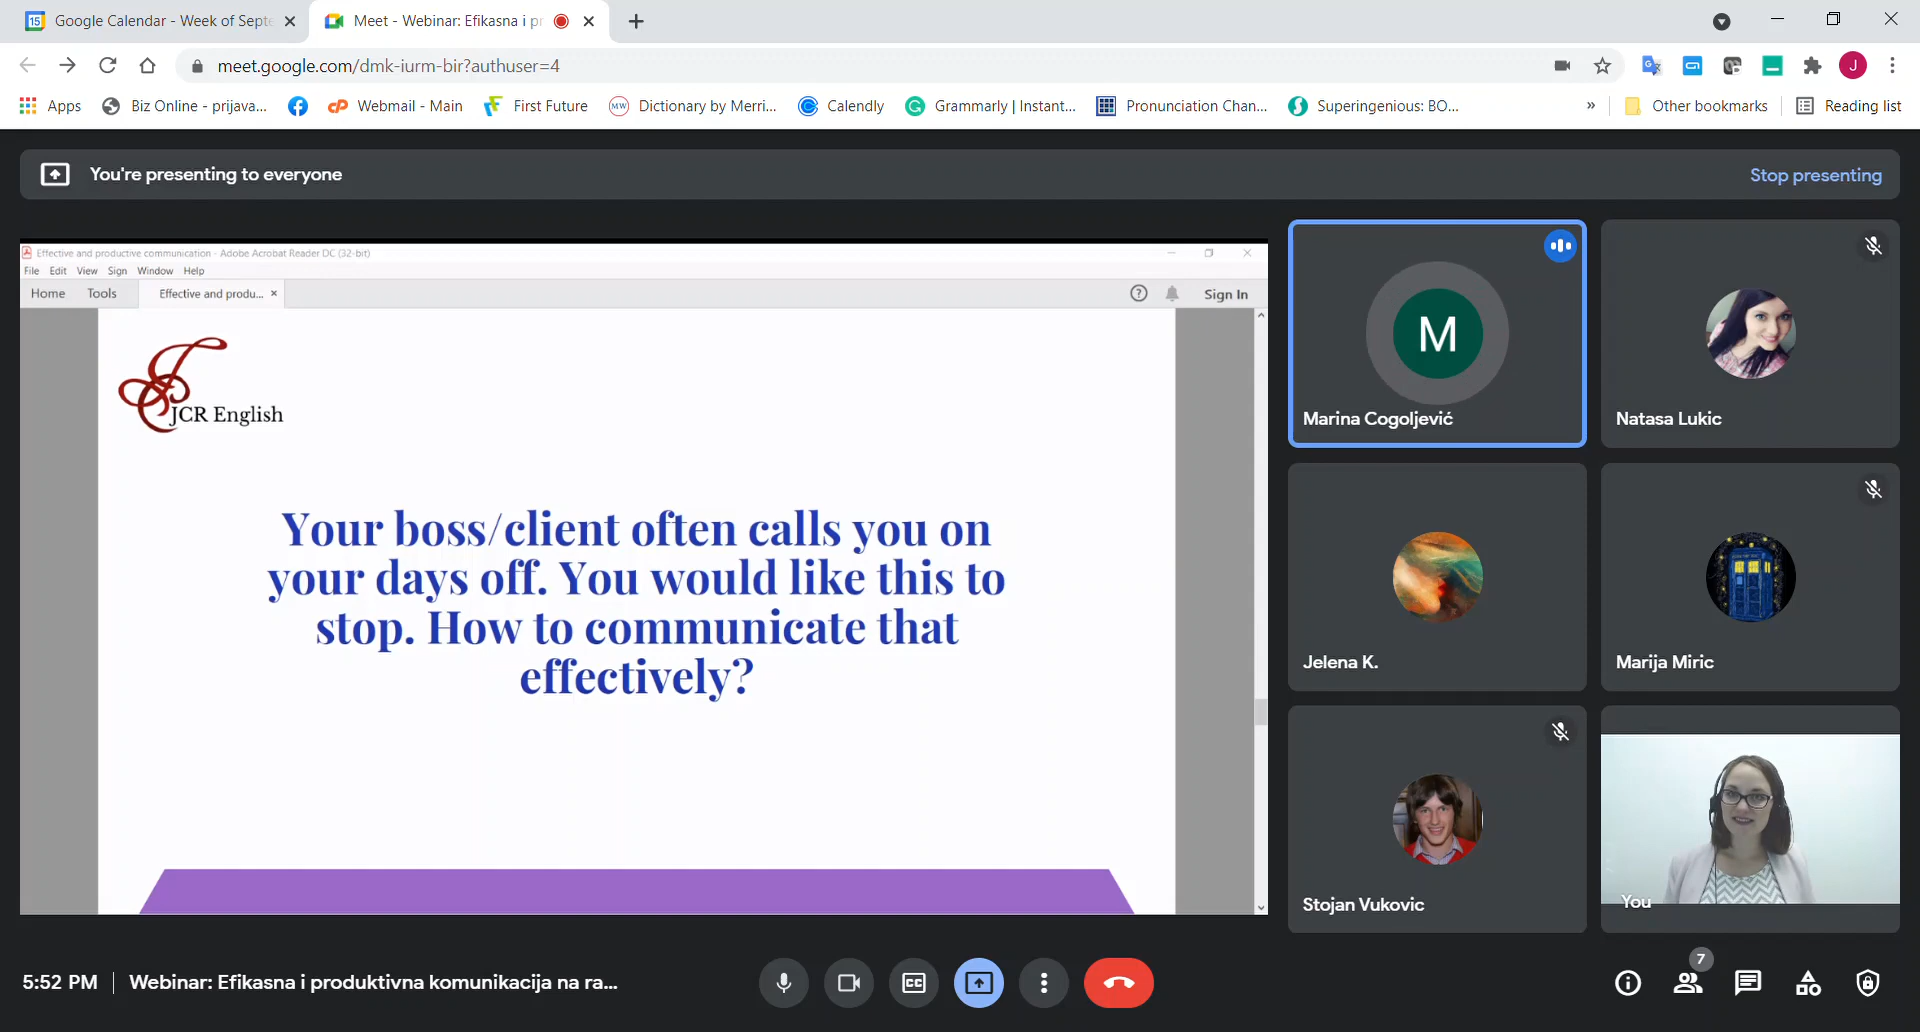 Google Calendar - Week of Septe
Meet - Webinar: Efikasna i pr
meet.google.com/dmk-iurm-bir?authuser=4
J
Apps
Biz Online - prijava...
Webmail - Main
First Future
Dictionary by Merri...
Calendly
Grammarly | Instant...
Pronunciation Chan...
Superingenious: BO...
»
Other bookmarks
Reading list
You're presenting to everyone
Stop presenting
Effective and productive communication - Adobe Acrobat Reader DC (32-bit)
File Edit View Sign Window Help
Home Tools Effective and produ... ×
Sign In
JCR English
Your boss/client often calls you on
your days off. You would like this to
stop. How to communicate that
effectively?
M
Marina Cogoljević
Natasa Lukic
Jelena K.
Marija Miric
Stojan Vukovic
You
5:52 PM | Webinar: Efikasna i produktivna komunikacija na ra...
CC
7